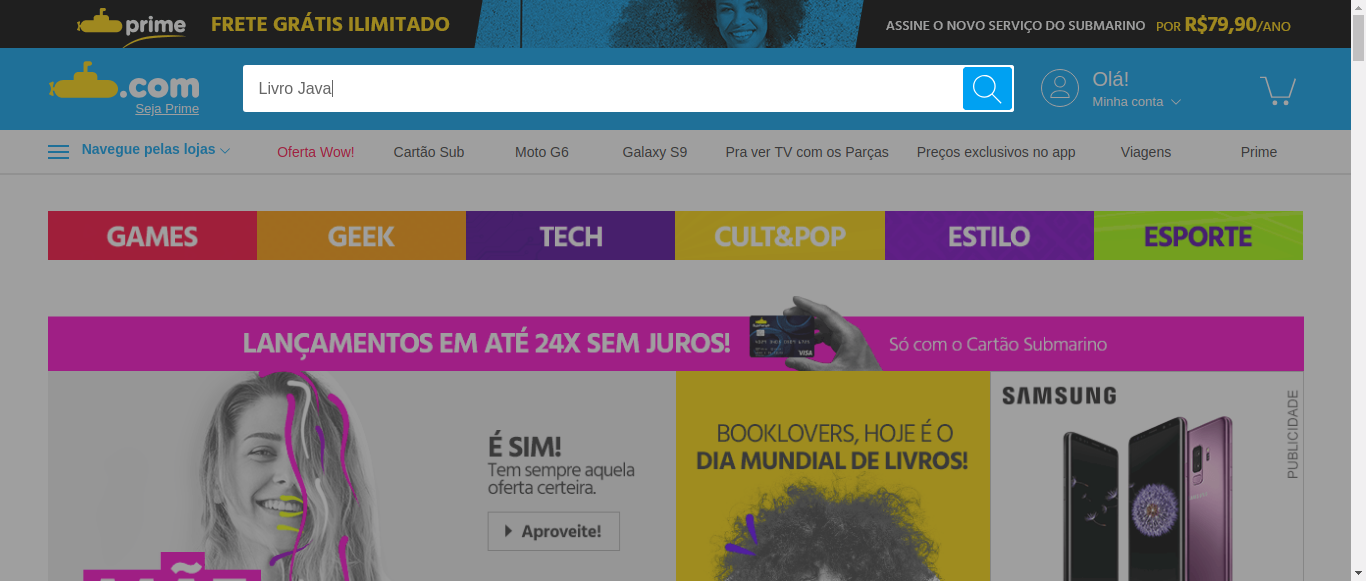 prime FRETE GRÁTIS ILIMITADO ASSINE O NOVO SERVIÇO DO SUBMARINO POR R$79,90/ANO
.com
Seja Prime
Livro Java
Olá!
Minha conta
Navegue pelas lojas Oferta Wow! Cartão Sub Moto G6 Galaxy S9 Pra ver TV com os Parças Preços exclusivos no app Viagens Prime
GAMES GEEK TECH CULT&POP ESTILO ESPORTE
LANÇAMENTOS EM ATÉ 24X SEM JUROS! VISA Só com o Cartão Submarino
É SIM!
Tem sempre aquela
oferta certeira.
Aproveite!
BOOKLOVERS, HOJE É O
DIA MUNDIAL DE LIVROS!
SAMSUNG
PUBLICIDADE